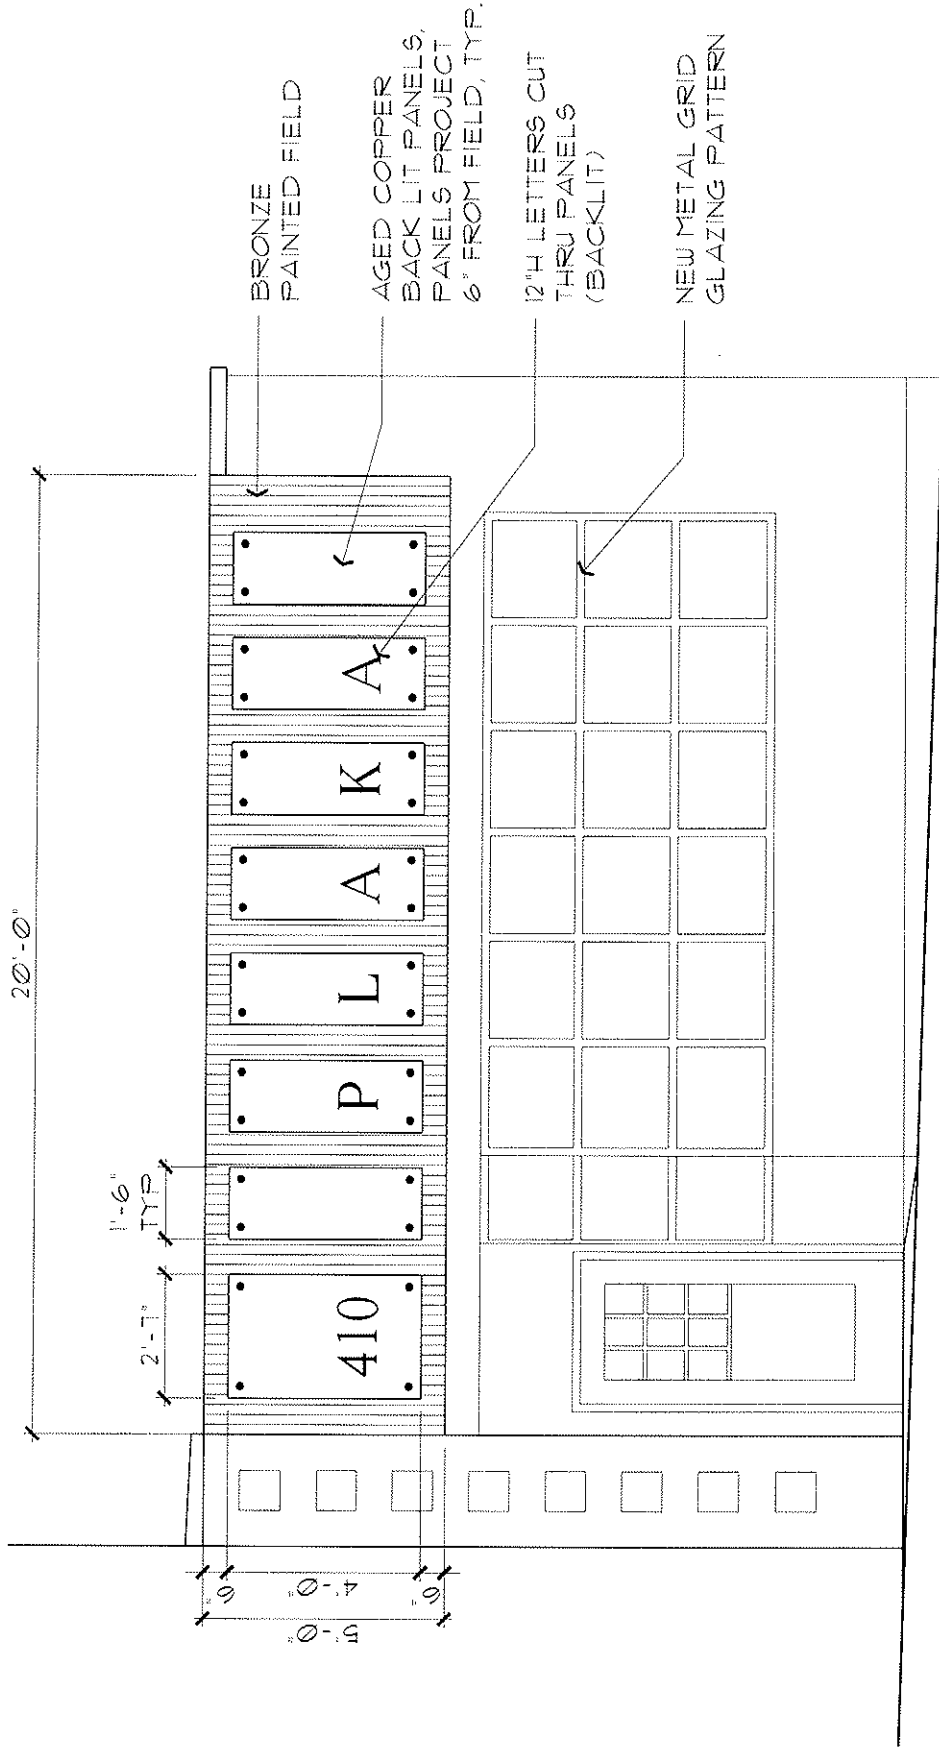 20'-0"
2'-7"
1'-6"
TYP
6"
4'-0"
6"
5'-0"
410
P
L
A
K
A
BRONZE
PAINTED FIELD
AGED COPPER
BACK LIT PANELS,
PANELS PROJECT
6" FROM FIELD, TYP.
12"H LETTERS CUT
THRU PANELS
(BACKLIT)
NEW METAL GRID
GLAZING PATTERN